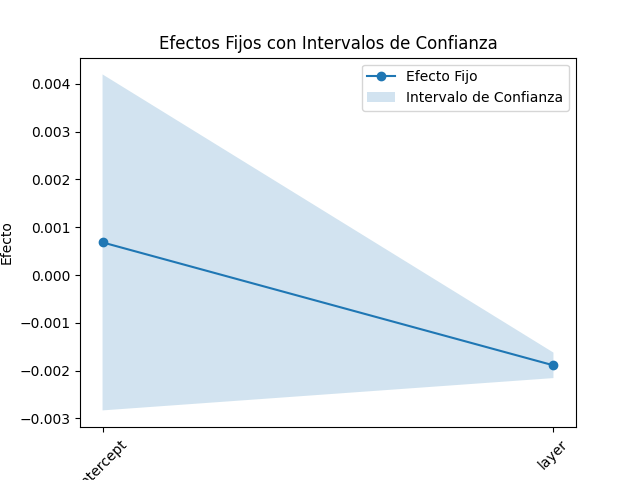 Efectos Fijos con Intervalos de Confianza
Efecto Fijo
Intervalo de Confianza
Efecto
0.004
0.003
0.002
0.001
0.000
−0.001
−0.002
−0.003
ntercept
layer